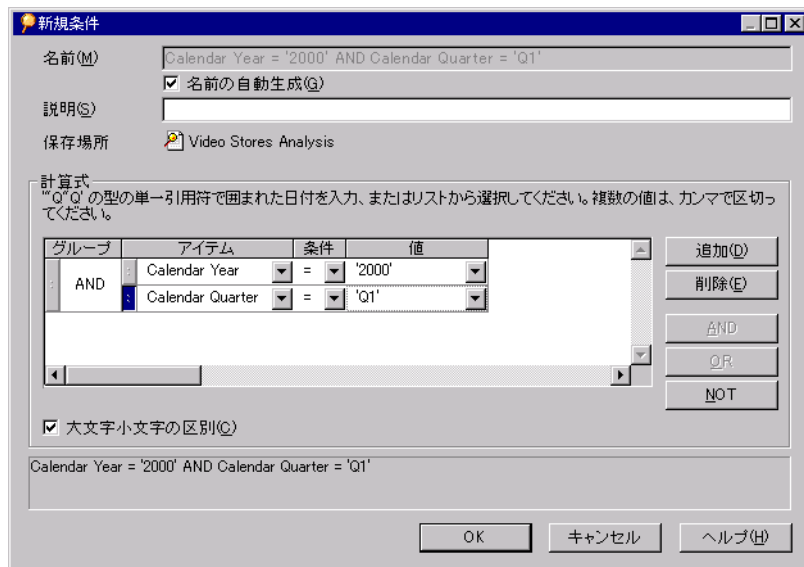 新規条件
名前(M) Calendar Year = '2000' AND Calendar Quarter = 'Q1'
名前の自動生成(G)
説明(S)
保存場所 Video Stores Analysis
計算式
'"Q"Q' の型の単一引用符で囲まれた日付を入力、またはリストから選択してください。複数の値は、カンマで区切っ
てください。
グループ アイテム 条件 値
AND
Calendar Year = '2000'
Calendar Quarter = 'Q1'
追加(D)
削除(E)
AND
OR
NOT
大文字小文字の区別(C)
Calendar Year = '2000' AND Calendar Quarter = 'Q1'
OK キャンセル ヘルプ(H)